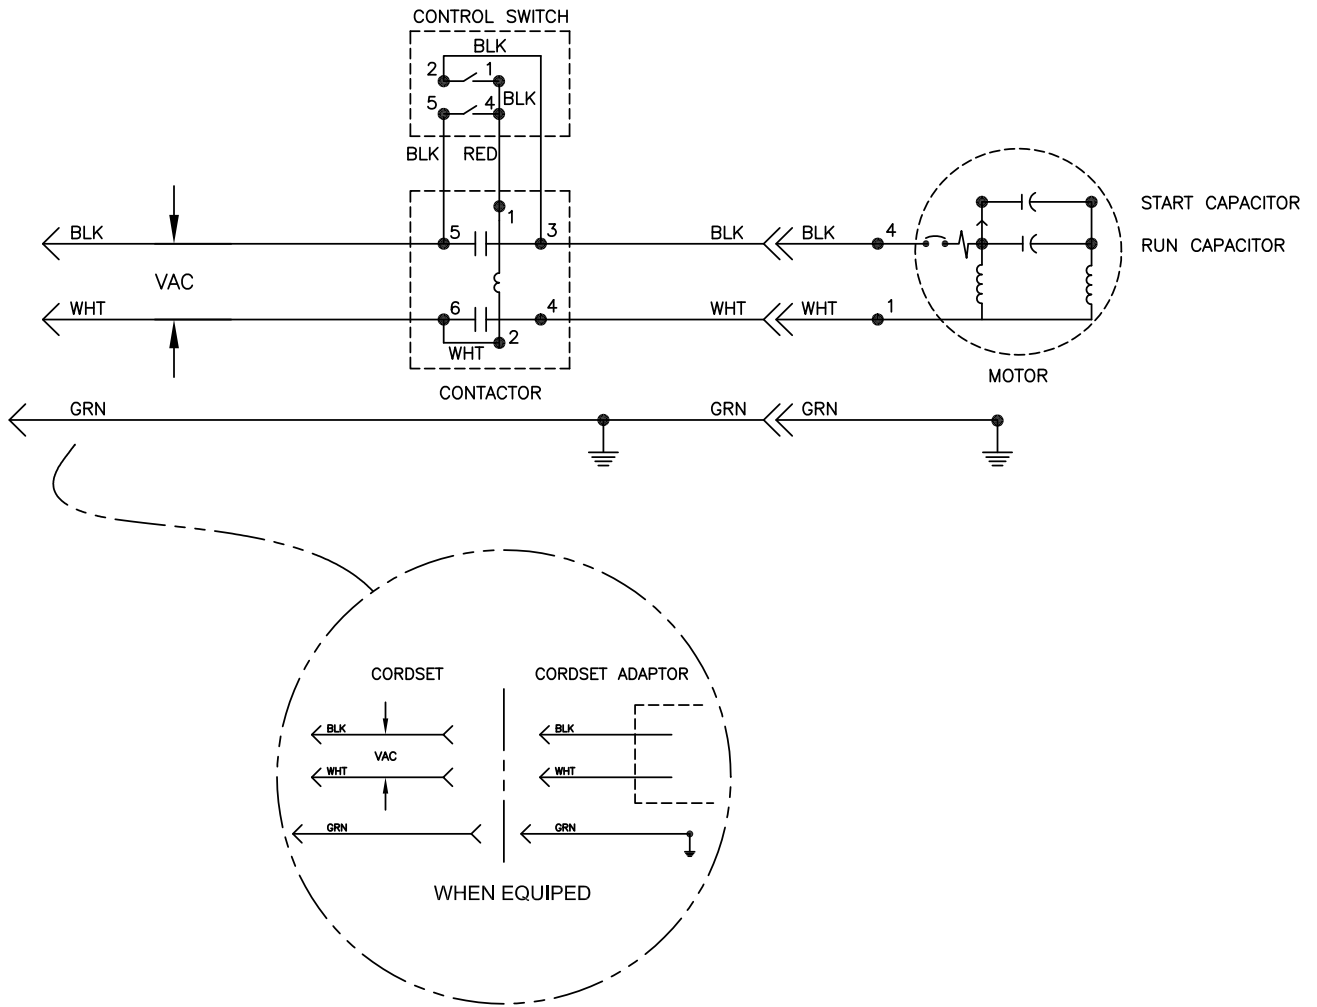 CONTROL SWITCH
BLK
2 1
BLK
5 4
BLK RED
1
BLK 5 3 BLK BLK 4
START CAPACITOR
RUN CAPACITOR
VAC
WHT 6 4 WHT WHT 1
WHT 2
CONTACTOR
MOTOR
GRN GRN GRN
CORDSET CORDSET ADAPTOR
BLK BLK
VAC
WHT WHT
GRN GRN
WHEN EQUIPED